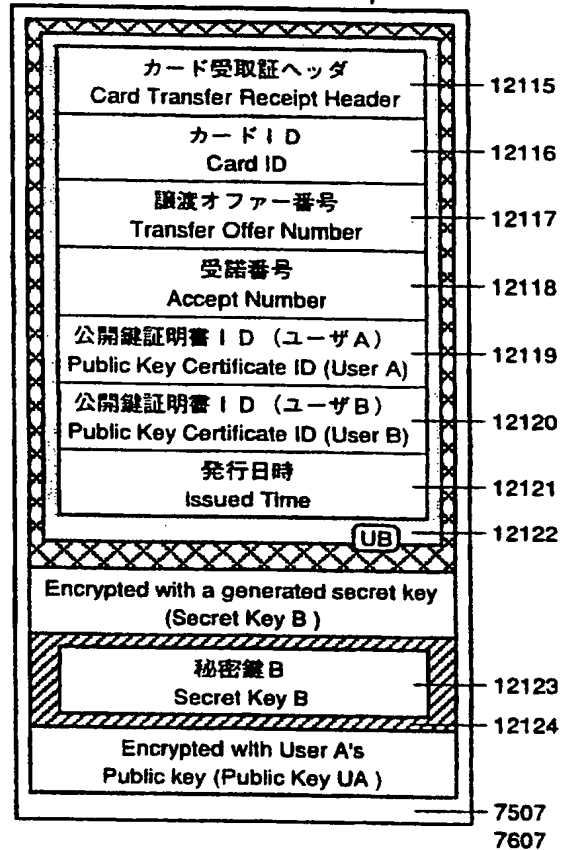 カード受取証ヘッダ
Card Transfer Receipt Header
12115
カードID
Card ID
12116
譲渡オファー番号
Transfer Offer Number
12117
受諾番号
Accept Number
12118
公開鍵証明書ID (ユーザA)
Public Key Certificate ID (User A)
12119
公開鍵証明書ID (ユーザB)
Public Key Certificate ID (User B)
12120
発行日時
Issued Time
12121
UB
12122
Encrypted with a generated secret key
(Secret Key B )
秘密鍵B
Secret Key B
12123
12124
Encrypted with User A's
Public key (Public Key UA )
7507
7607